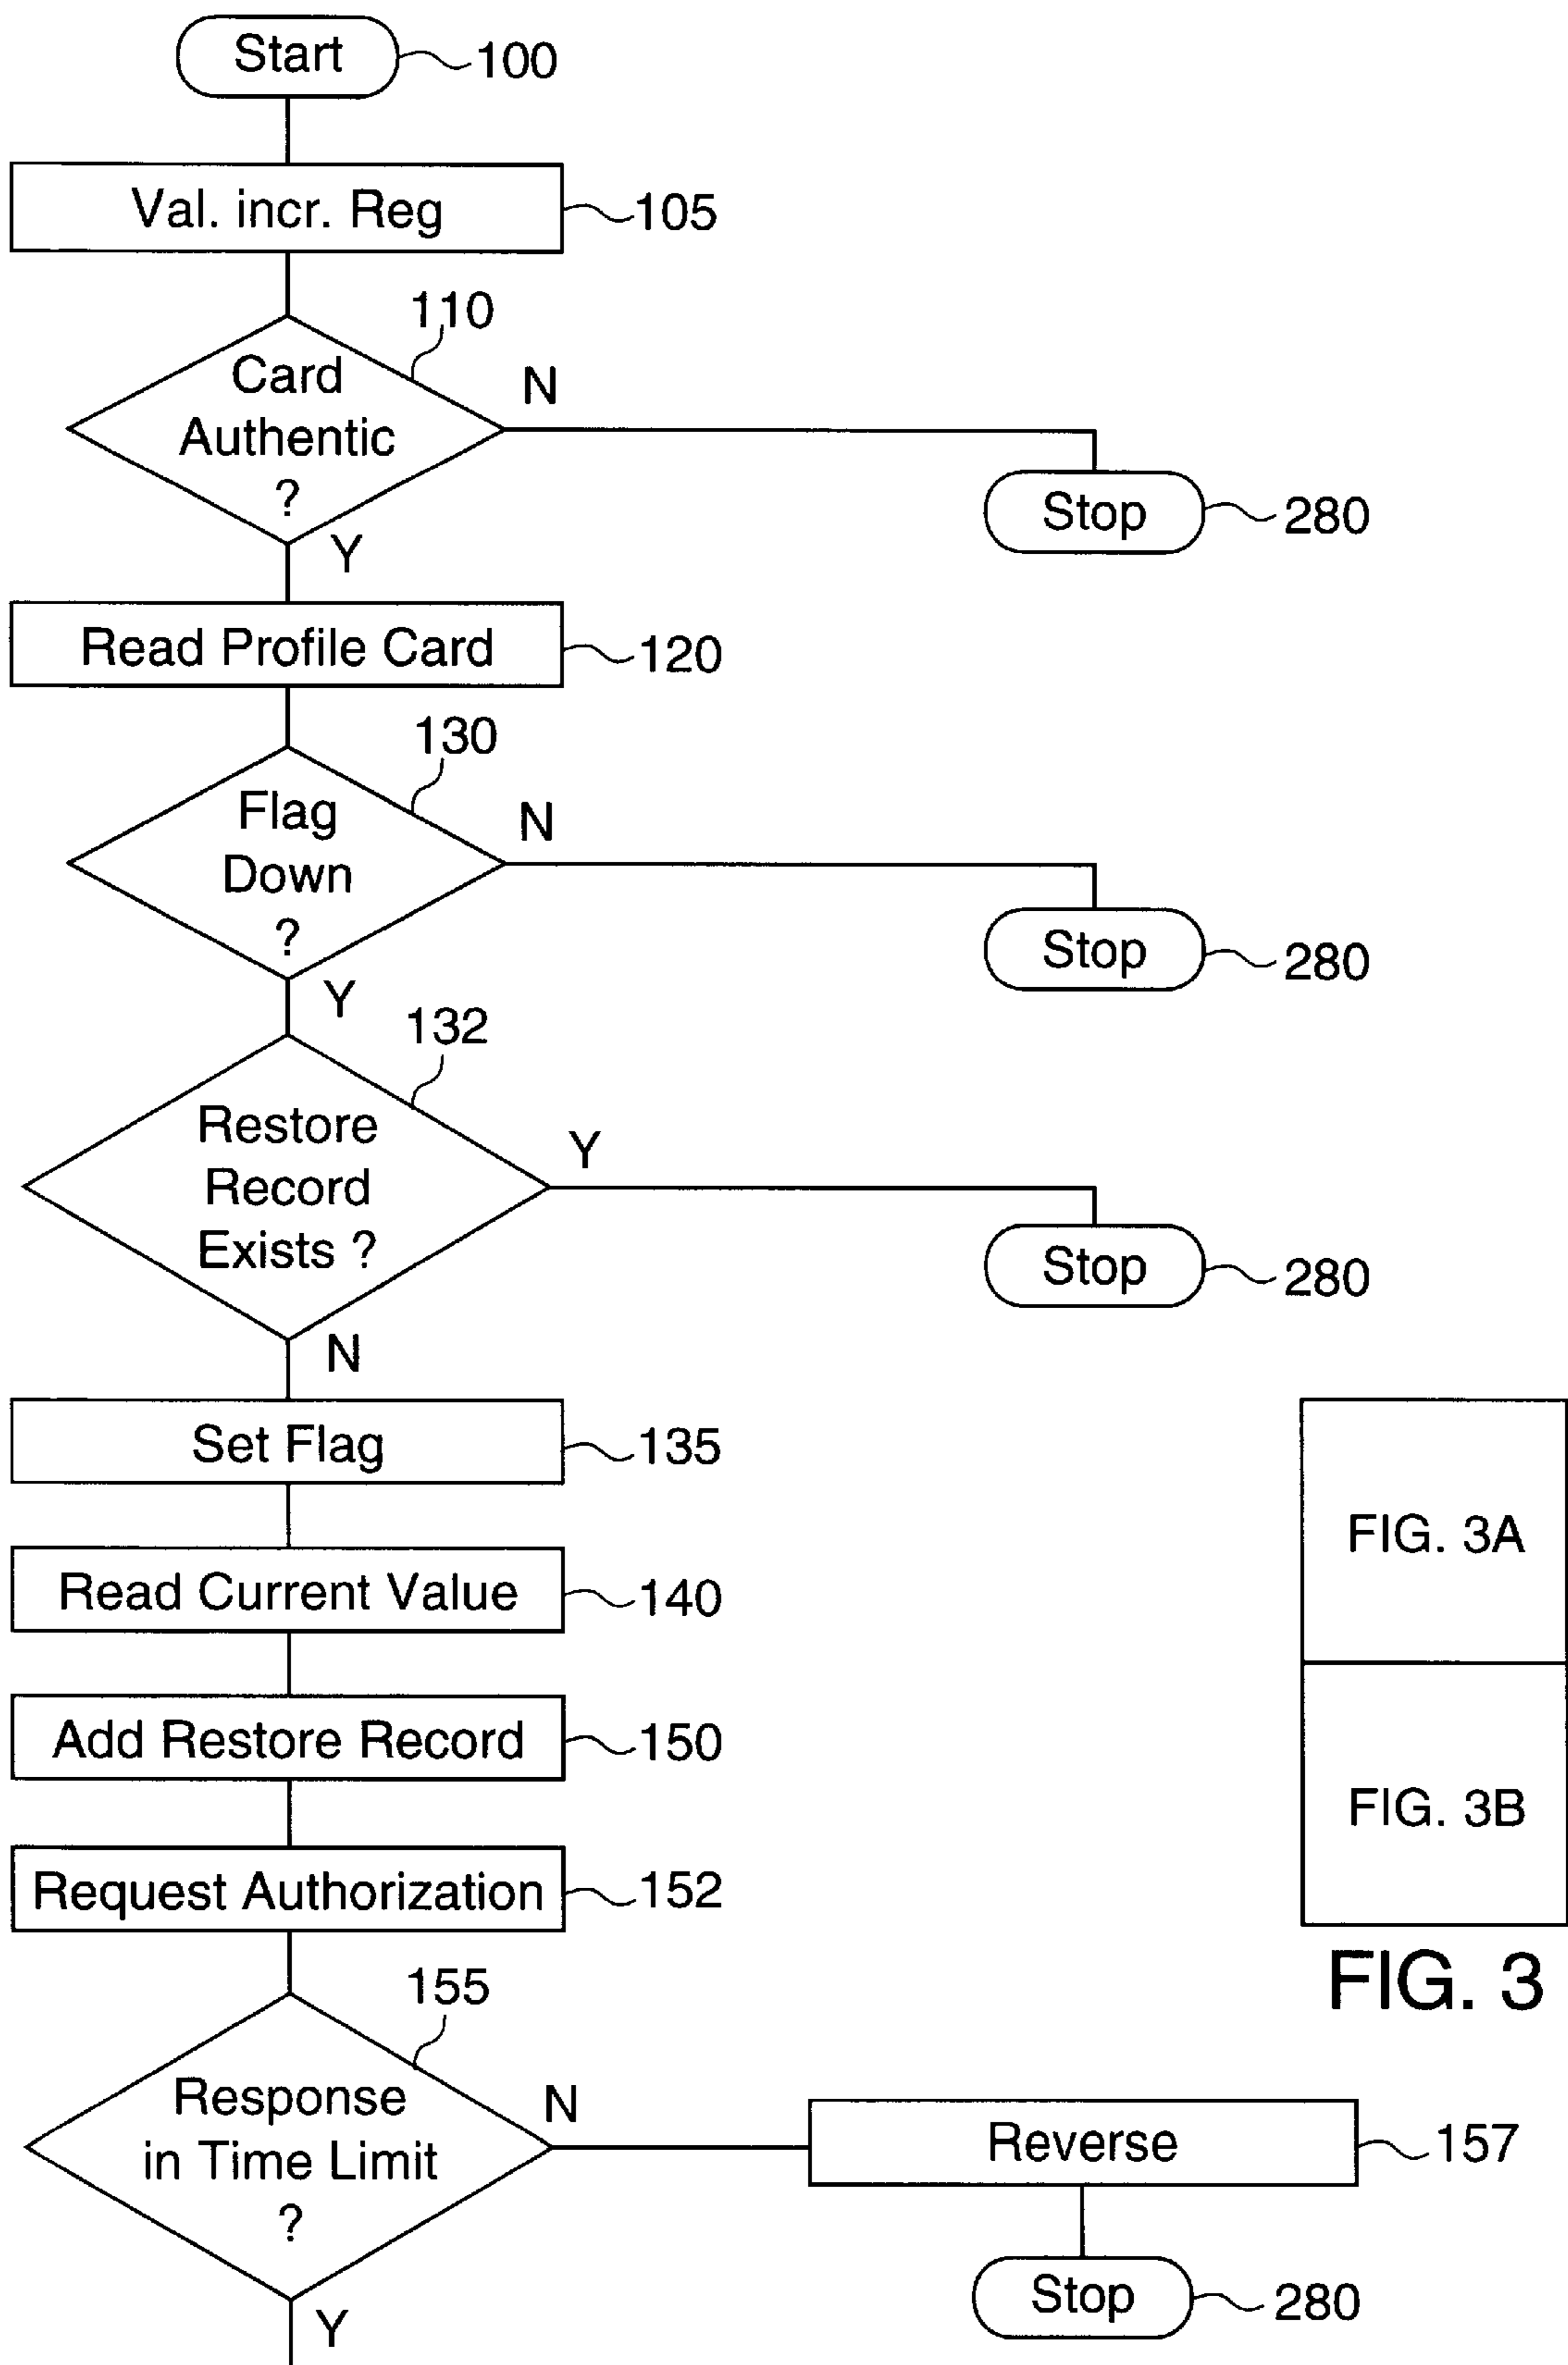 Start
100
Val. incr. Reg
105
110
Card
Authentic
?
N
Y
Stop
280
Read Profile Card
120
130
Flag
Down
?
N
Y
Stop
280
132
Restore
Record
Exists ?
Y
N
Stop
280
Set Flag
135
Read Current Value
140
Add Restore Record
150
Request Authorization
152
FIG. 3A
FIG. 3B
FIG. 3
155
Response
in Time Limit
?
N
Y
Reverse
157
Stop
280